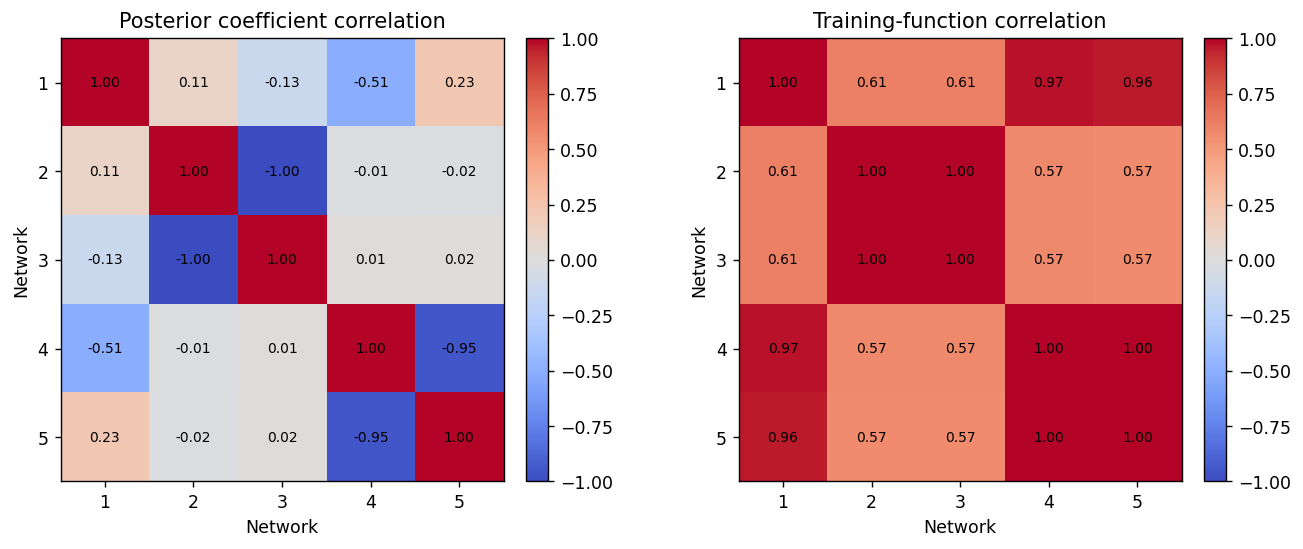 Posterior coefficient correlation
1 1.00 0.11 -0.13 -0.51 0.23
2 0.11 1.00 -1.00 -0.01 -0.02
3 -0.13 -1.00 1.00 0.01 0.02
4 -0.51 -0.01 0.01 1.00 -0.95
5 0.23 -0.02 0.02 -0.95 1.00
1 2 3 4 5
Network
Network
1.00
0.75
0.50
0.25
0.00
−0.25
−0.50
−0.75
−1.00
Training-function correlation
1 1.00 0.61 0.61 0.97 0.96
2 0.61 1.00 1.00 0.57 0.57
3 0.61 1.00 1.00 0.57 0.57
4 0.97 0.57 0.57 1.00 1.00
5 0.96 0.57 0.57 1.00 1.00
1 2 3 4 5
Network
Network
1.00
0.75
0.50
0.25
0.00
−0.25
−0.50
−0.75
−1.00